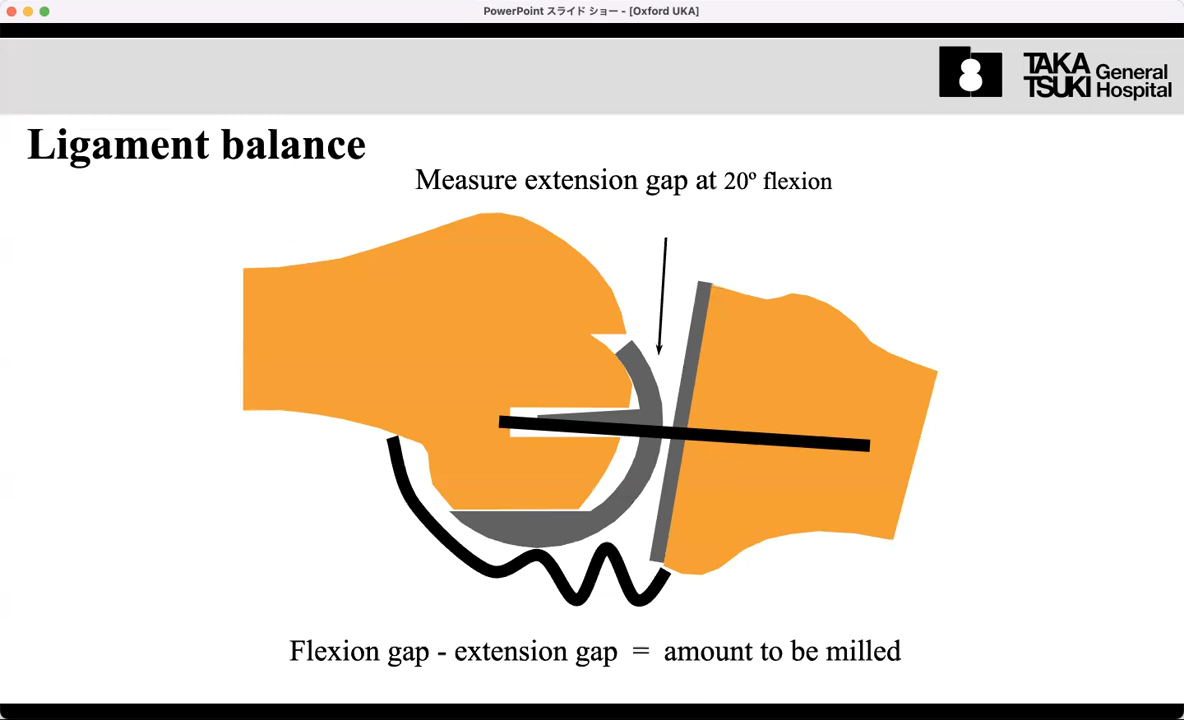 PowerPoint スライド ショー - [Oxford UKA]
TAKA
TSUKI
General
Hospital
Ligament balance
Measure extension gap at 20º flexion
Flexion gap - extension gap = amount to be milled